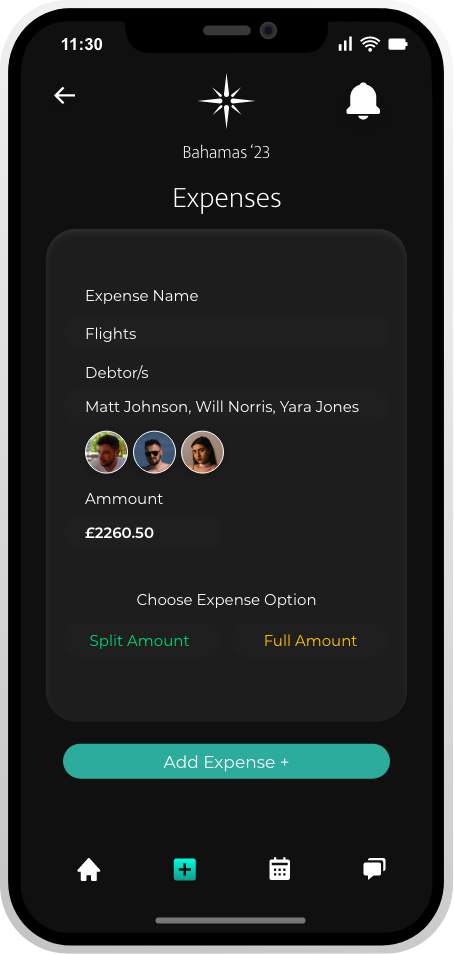 11:30
Bahamas ‘23
Expenses
Expense Name
Flights
Debtor/s
Matt Johnson, Will Norris, Yara Jones
Ammount
£2260.50
Choose Expense Option
Split Amount Full Amount
Add Expense +